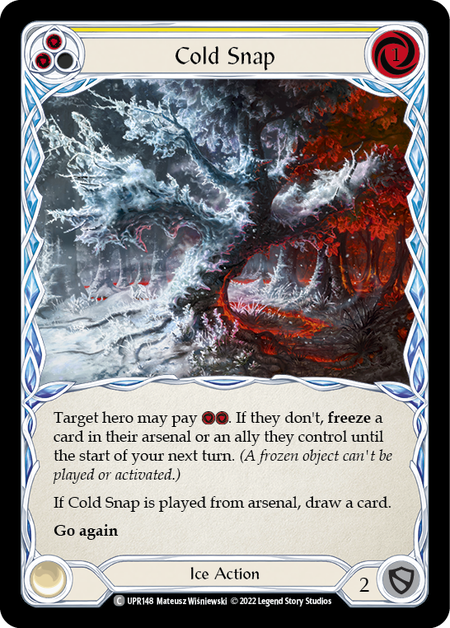 Cold Snap
1
Target hero may pay . If they don't, freeze a
card in their arsenal or an ally they control until
the start of your next turn. (A frozen object can't be
played or activated.)
If Cold Snap is played from arsenal, draw a card.
Go again
Ice Action
2
C UPR148 Mateusz Wiśniewski © 2022 Legend Story Studios